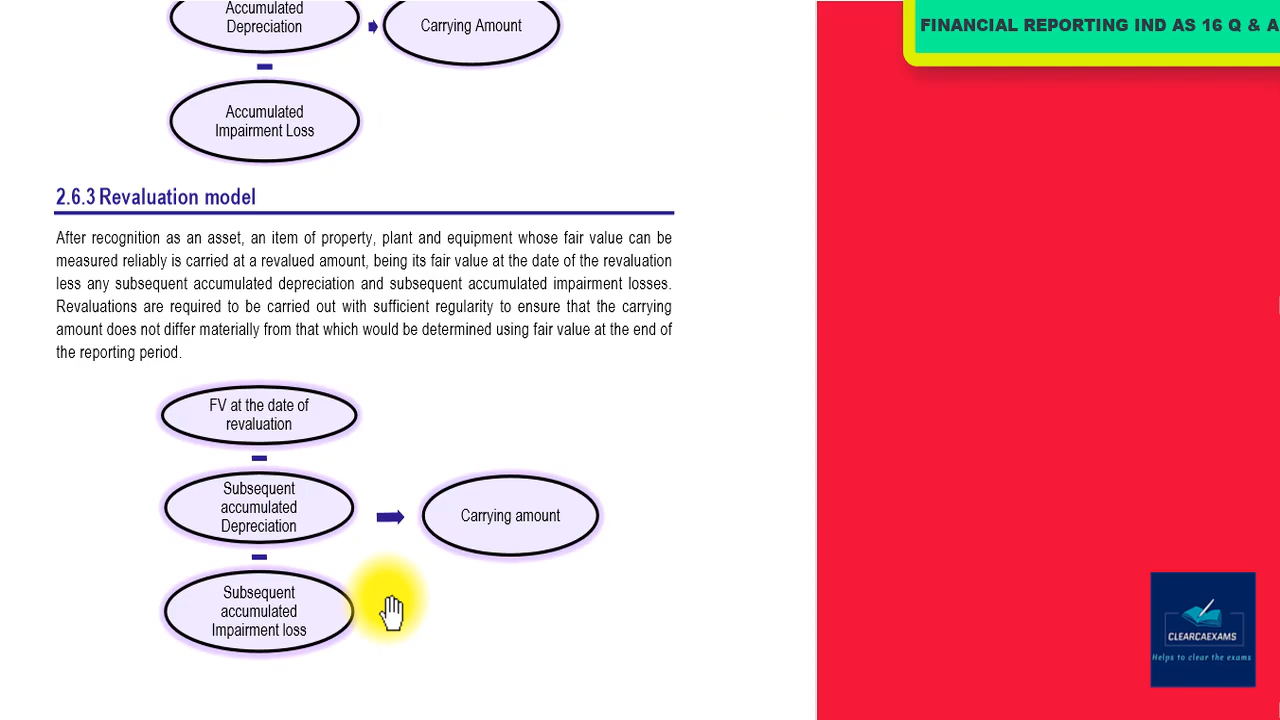 FINANCIAL REPORTING IND AS 16 Q & A
Accumulated
Depreciation
Carrying Amount
Accumulated
Impairment Loss
2.6.3 Revaluation model
After recognition as an asset, an item of property, plant and equipment whose fair value can be
measured reliably is carried at a revalued amount, being its fair value at the date of the revaluation
less any subsequent accumulated depreciation and subsequent accumulated impairment losses.
Revaluations are required to be carried out with sufficient regularity to ensure that the carrying
amount does not differ materially from that which would be determined using fair value at the end of
the reporting period.
FV at the date of
revaluation
Subsequent
accumulated
Depreciation
Carrying amount
Subsequent
accumulated
Impairment loss
CLEARCAEXAMS
Helps to clear the exams